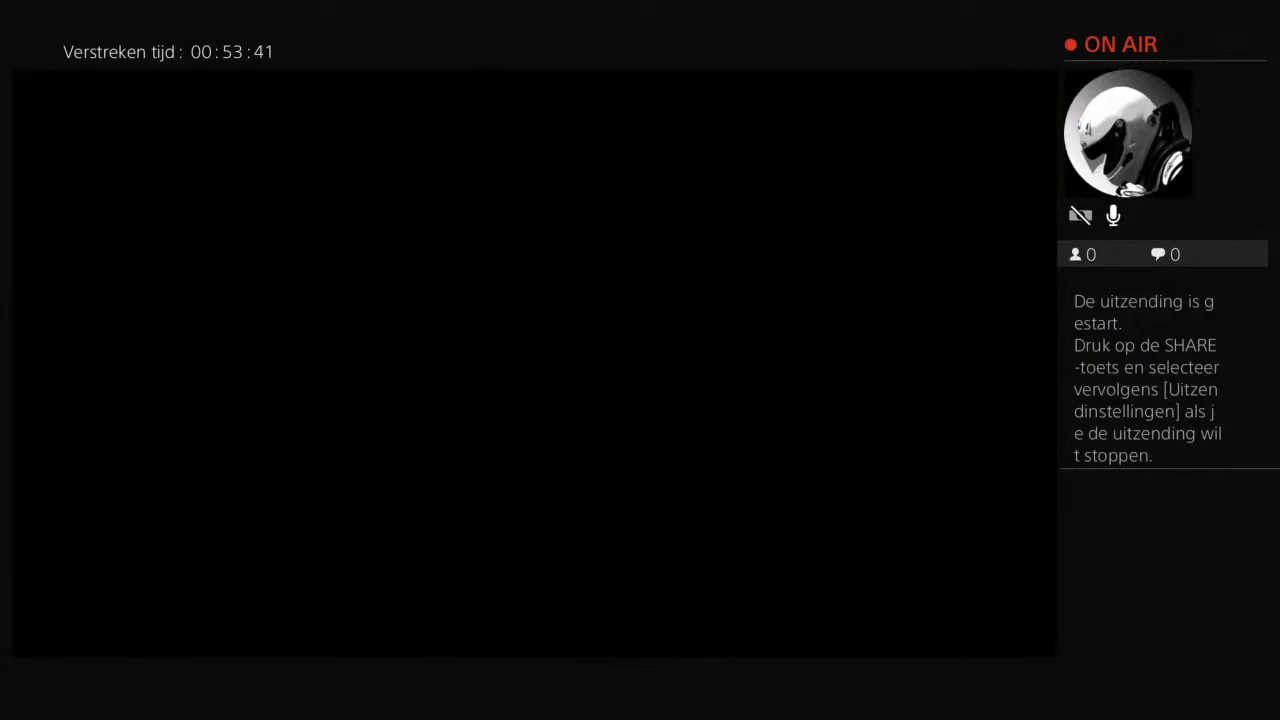 Verstreken tijd : 00 : 53 : 41
ON AIR
0 0
De uitzending is g
estart.
Druk op de SHARE
-toets en selecteer
vervolgens [Uitzen
dinstellingen] als j
e de uitzending wil
t stoppen.